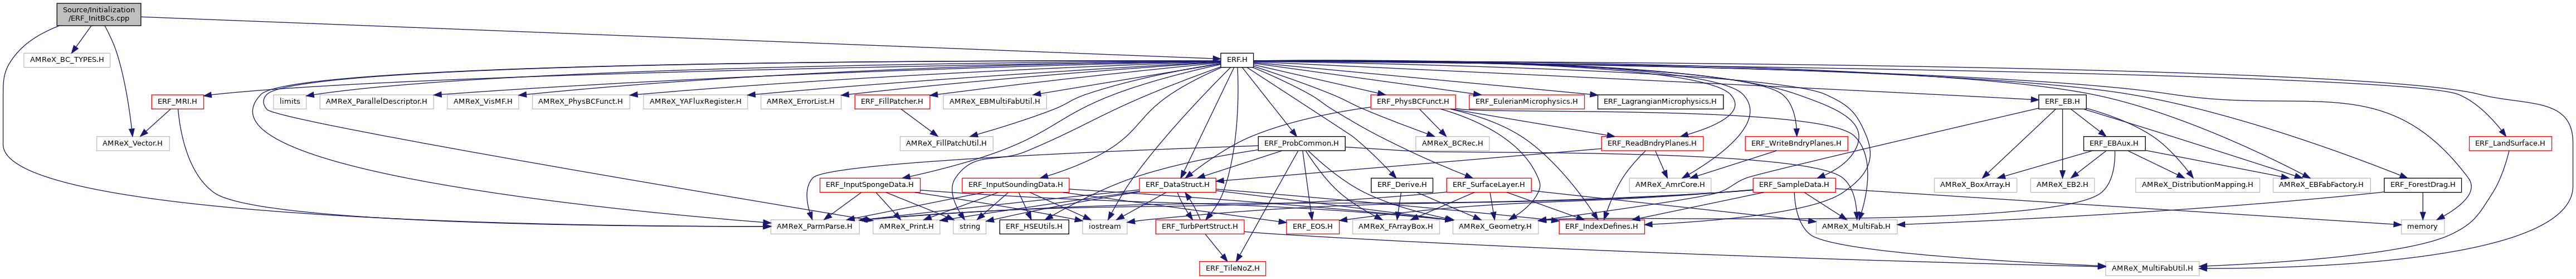 Source/Initialization
/ERF_InitBCs.cpp
AMReX_BC_TYPES.H
ERF.H
ERF_MRI.H
limits
AMReX_ParallelDescriptor.H
AMReX_VisMF.H
AMReX_PhysBCFunct.H
AMReX_YAFluxRegister.H
AMReX_ErrorList.H
ERF_FillPatcher.H
AMReX_EBMultiFabUtil.H
ERF_PhysBCFunct.H
ERF_EulerianMicrophysics.H
ERF_LagrangianMicrophysics.H
ERF_EB.H
AMReX_Vector.H
AMReX_FillPatchUtil.H
ERF_ProbCommon.H
AMReX_BCRec.H
ERF_ReadBndryPlanes.H
ERF_WriteBndryPlanes.H
ERF_EBAux.H
ERF_LandSurface.H
ERF_InputSpongeData.H
ERF_InputSoundingData.H
ERF_DataStruct.H
ERF_Derive.H
ERF_SurfaceLayer.H
AMReX_AmrCore.H
ERF_SampleData.H
AMReX_BoxArray.H
AMReX_EB2.H
AMReX_DistributionMapping.H
AMReX_EBFabFactory.H
ERF_ForestDrag.H
AMReX_ParmParse.H
AMReX_Print.H
string
ERF_HSEUtils.H
iostream
ERF_TurbPertStruct.H
ERF_EOS.H
AMReX_FArrayBox.H
AMReX_Geometry.H
ERF_IndexDefines.H
AMReX_MultiFab.H
memory
ERF_TileNoZ.H
AMReX_MultiFabUtil.H